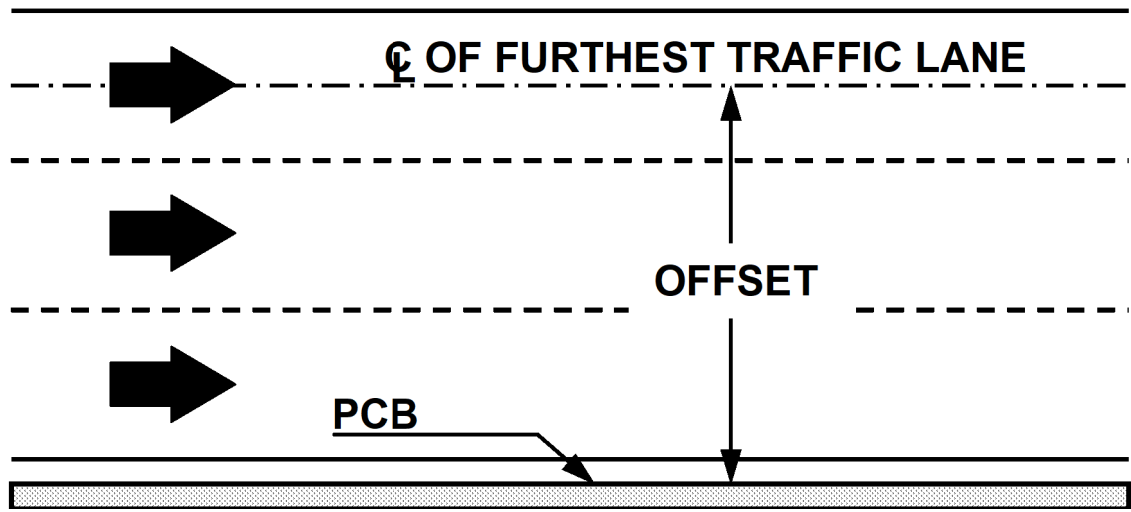 ℄ OF FURTHEST TRAFFIC LANE
OFFSET
PCB